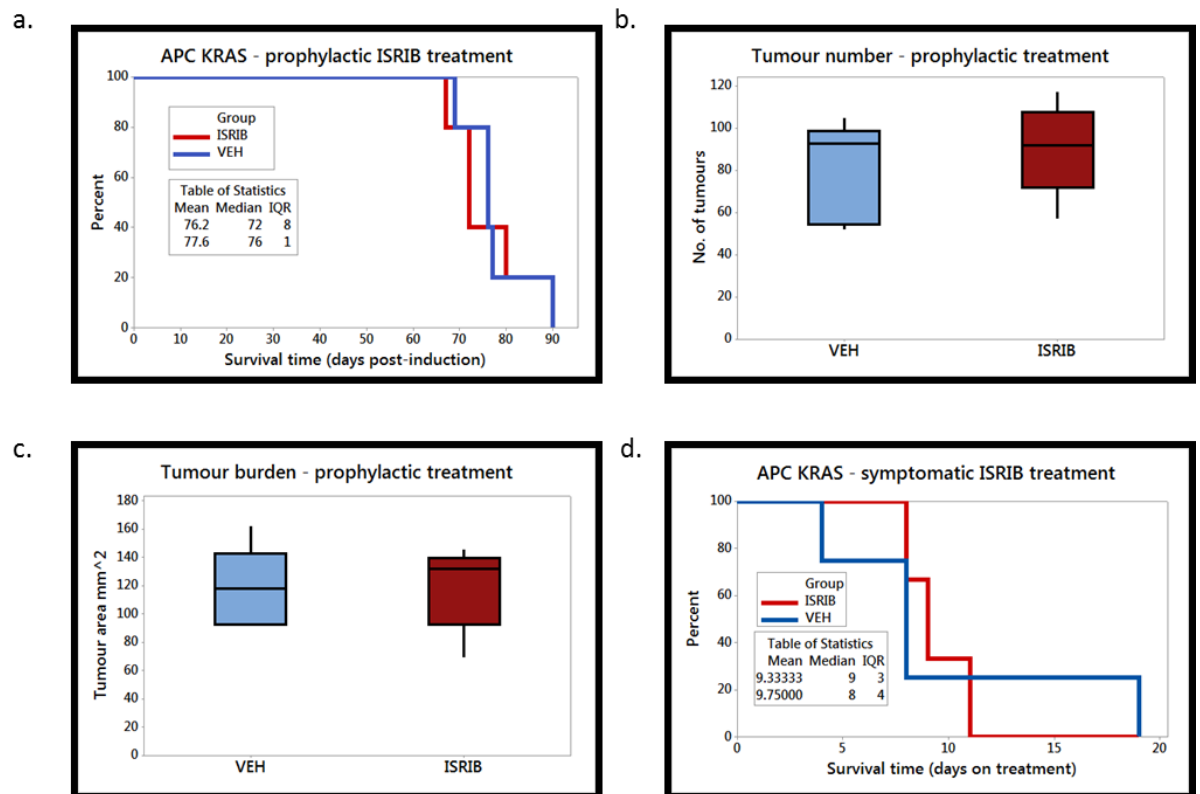 a.
APC KRAS - prophylactic ISRIB treatment
100
80
60
40
20
0
Percent
Group
ISRIB
VEH
Table of Statistics
Mean Median IQR
76.2 72 8
77.6 76 1
0 10 20 30 40 50 60 70 80 90
Survival time (days post-induction)
b.
Tumour number - prophylactic treatment
120
100
80
60
40
20
0
No. of tumours
VEH ISRIB
c.
Tumour burden - prophylactic treatment
180
160
140
120
100
80
60
40
20
0
Tumour area mm^2
VEH ISRIB
d.
APC KRAS - symptomatic ISRIB treatment
100
80
60
40
20
0
Percent
Group
ISRIB
VEH
Table of Statistics
Mean Median IQR
9.33333 9 3
9.75000 8 4
0 5 10 15 20
Survival time (days on treatment)